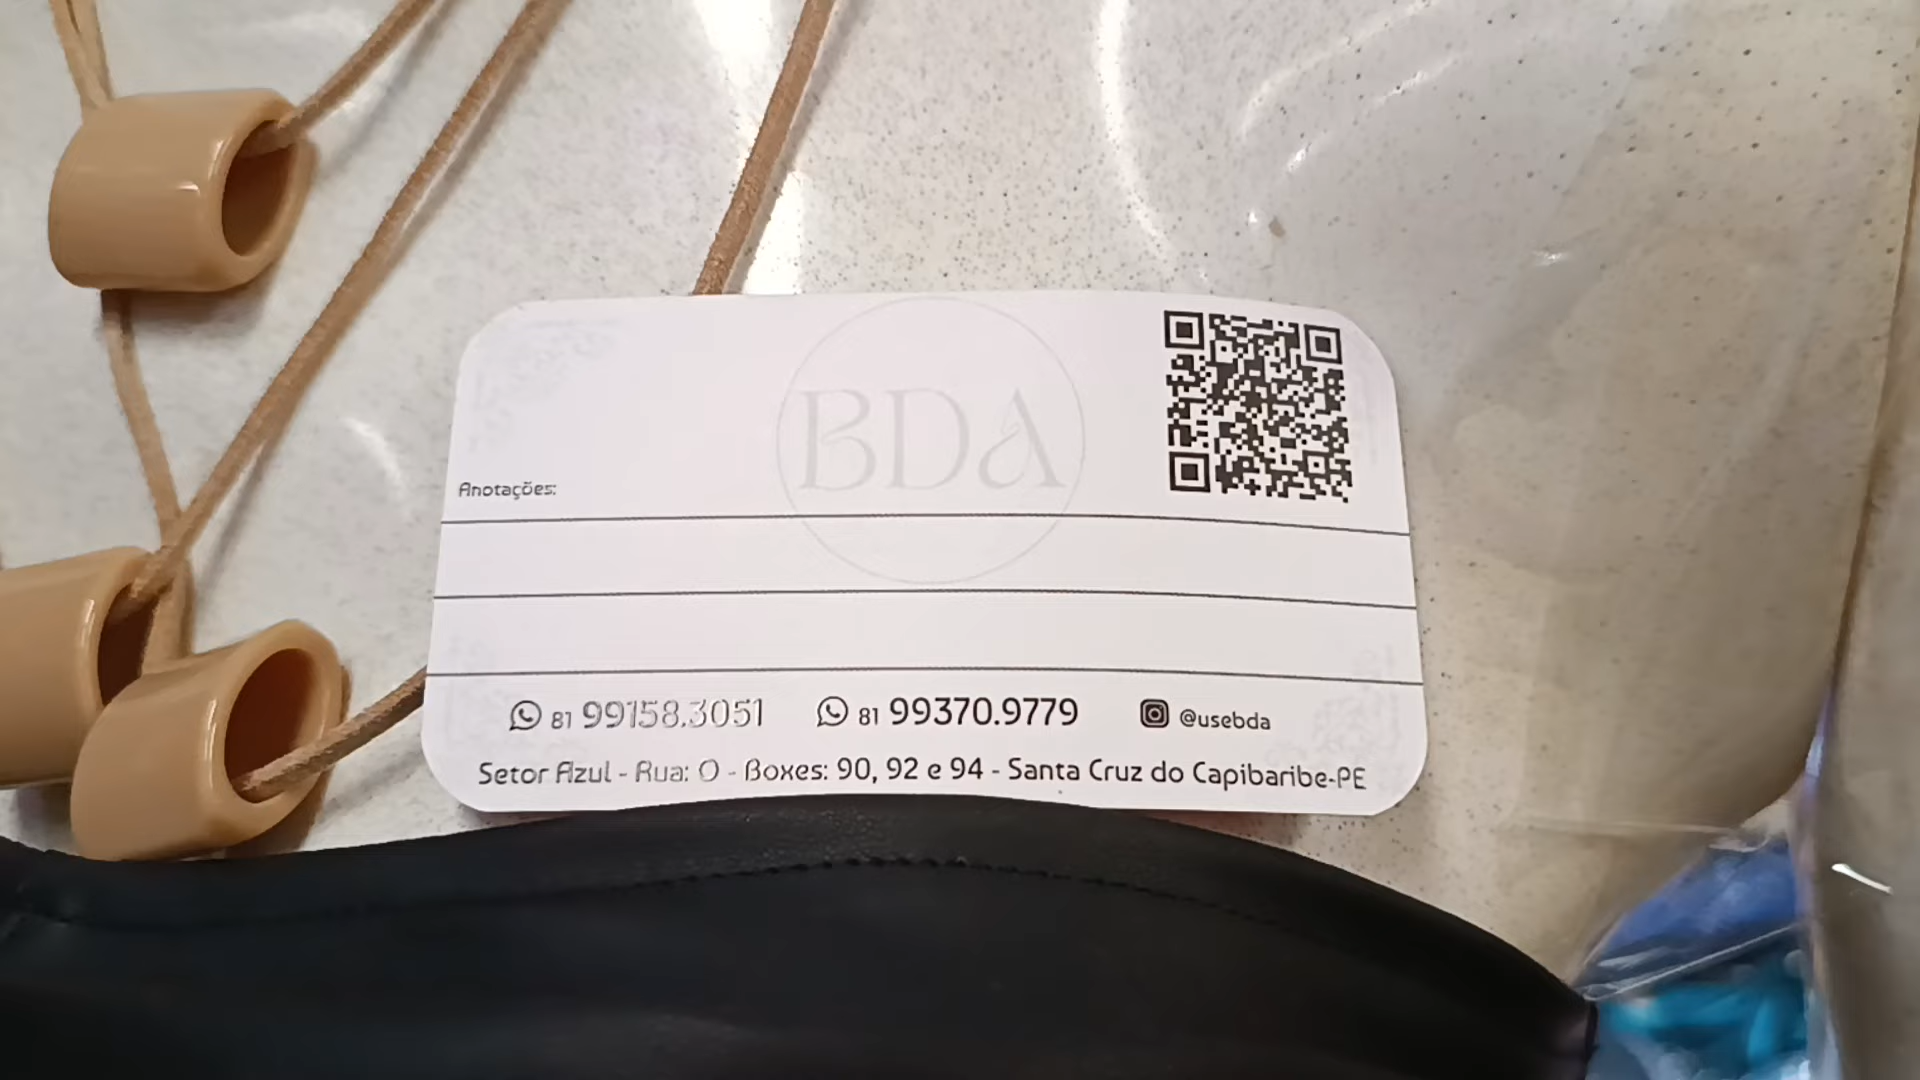 BDA
Anotações:
81 99158.3051 81 99370.9779 @usebda
Setor Azul - Rua: O - Boxes: 90, 92 e 94 - Santa Cruz do Capibaribe-PE